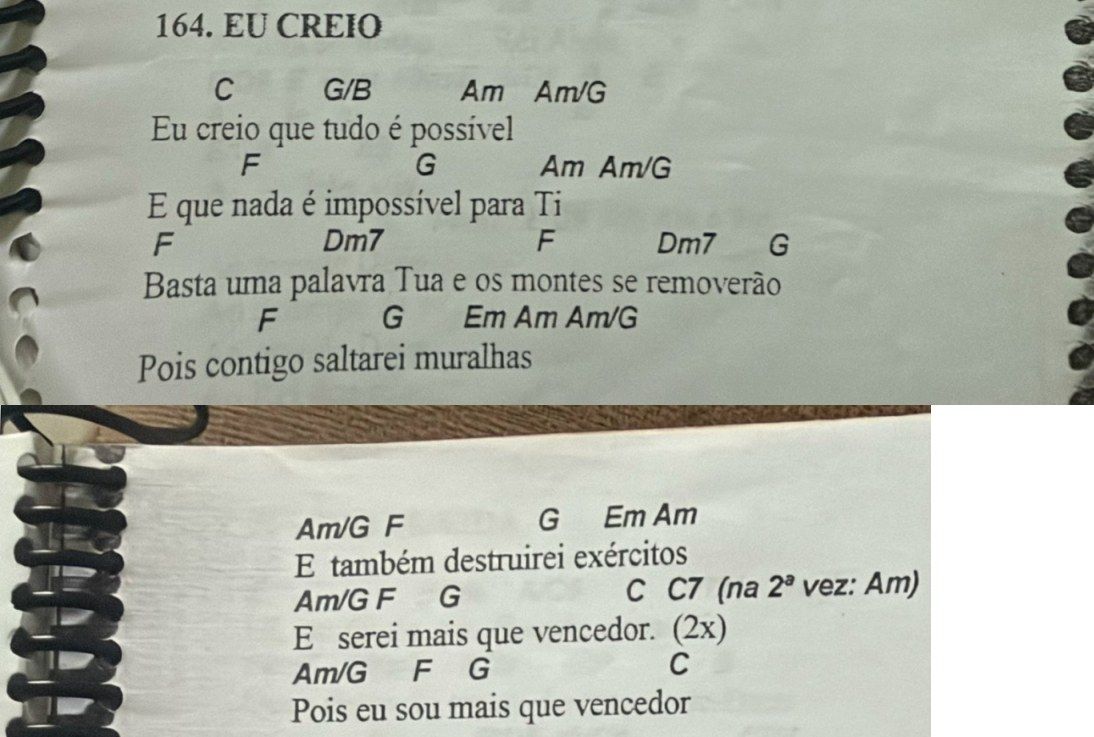 164. EU CREIO
C G/B Am Am/G
Eu creio que tudo é possível
F G Am Am/G
E que nada é impossível para Ti
F Dm7 F Dm7 G
Basta uma palavra Tua e os montes se removerão
F G Em Am Am/G
Pois contigo saltarei muralhas
Am/G F G Em Am
E também destruirei exércitos
Am/G F G C C7 (na 2ª vez: Am)
E serei mais que vencedor. (2x)
Am/G F G C
Pois eu sou mais que vencedor